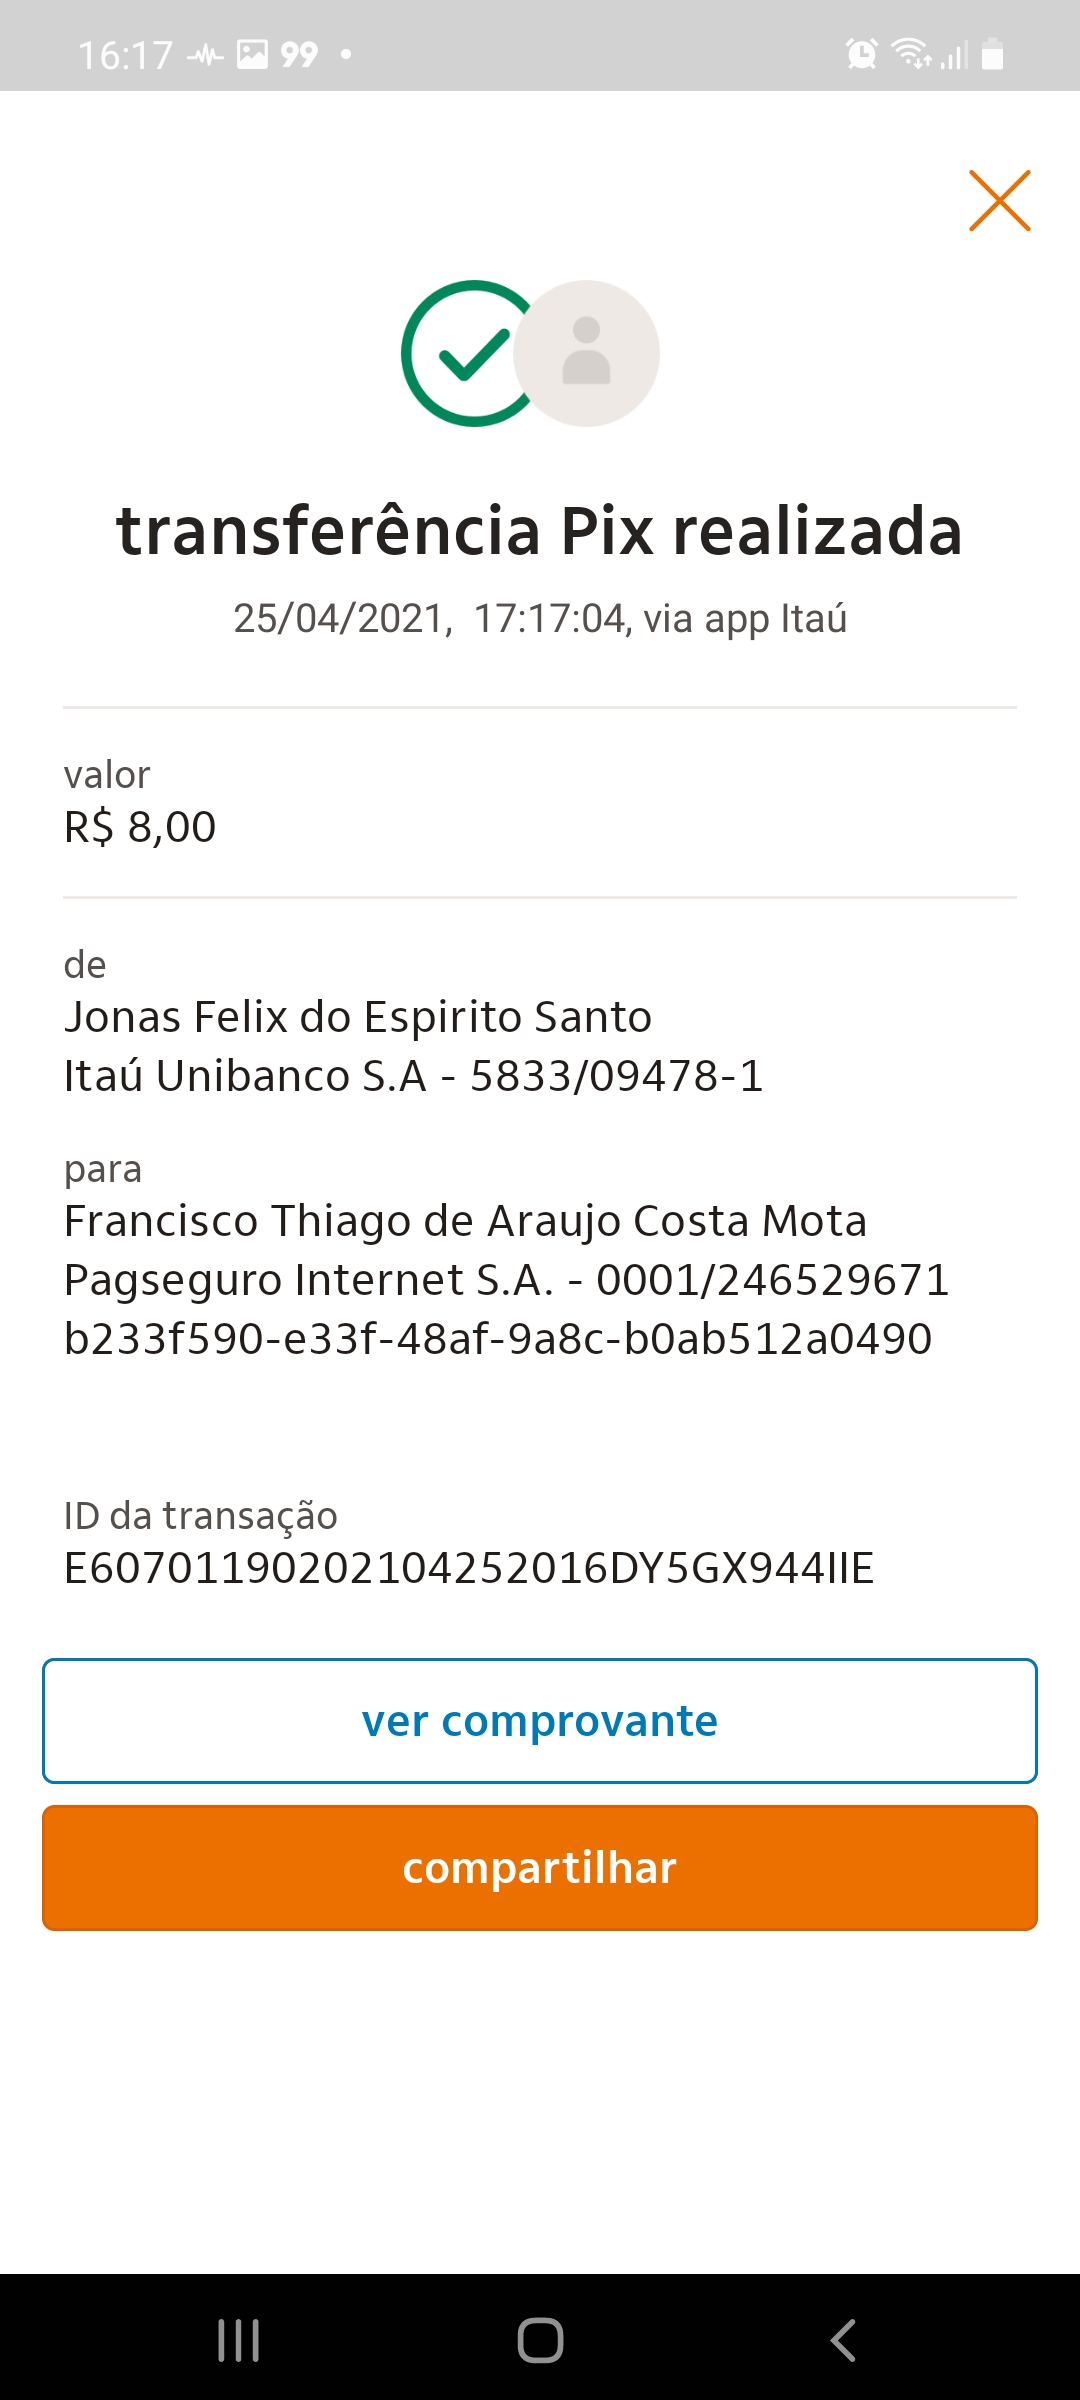 16:17 99
transferência Pix realizada
25/04/2021, 17:17:04, via app Itaú
valor
R$ 8,00
de
Jonas Felix do Espirito Santo
Itaú Unibanco S.A - 5833/09478-1
para
Francisco Thiago de Araujo Costa Mota
Pagseguro Internet S.A. - 0001/246529671
b233f590-e33f-48af-9a8c-b0ab512a0490
ID da transação
E60701190202104252016DY5GX944IIE
ver comprovante
compartilhar